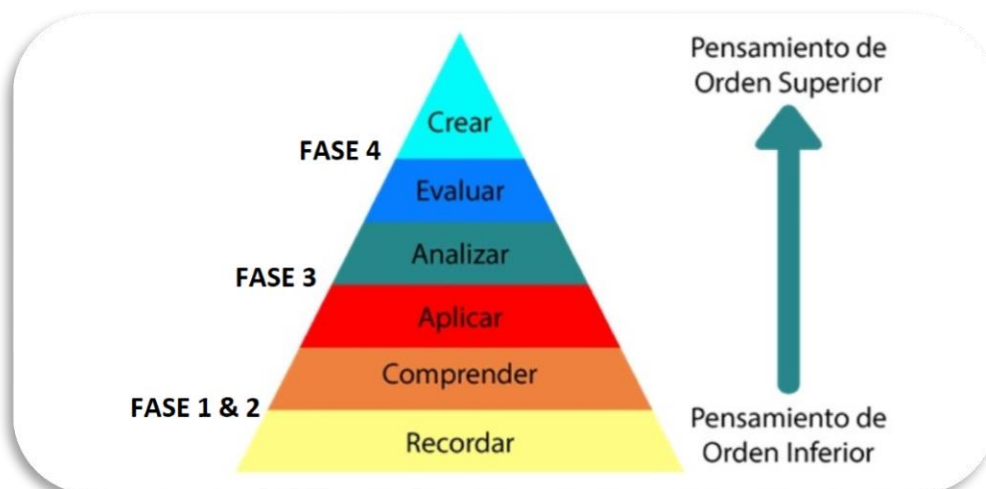 Pensamiento de
Orden Superior
Crear
FASE 4
Evaluar
Analizar
FASE 3
Aplicar
Comprender
FASE 1 & 2
Recordar
Pensamiento de
Orden Inferior